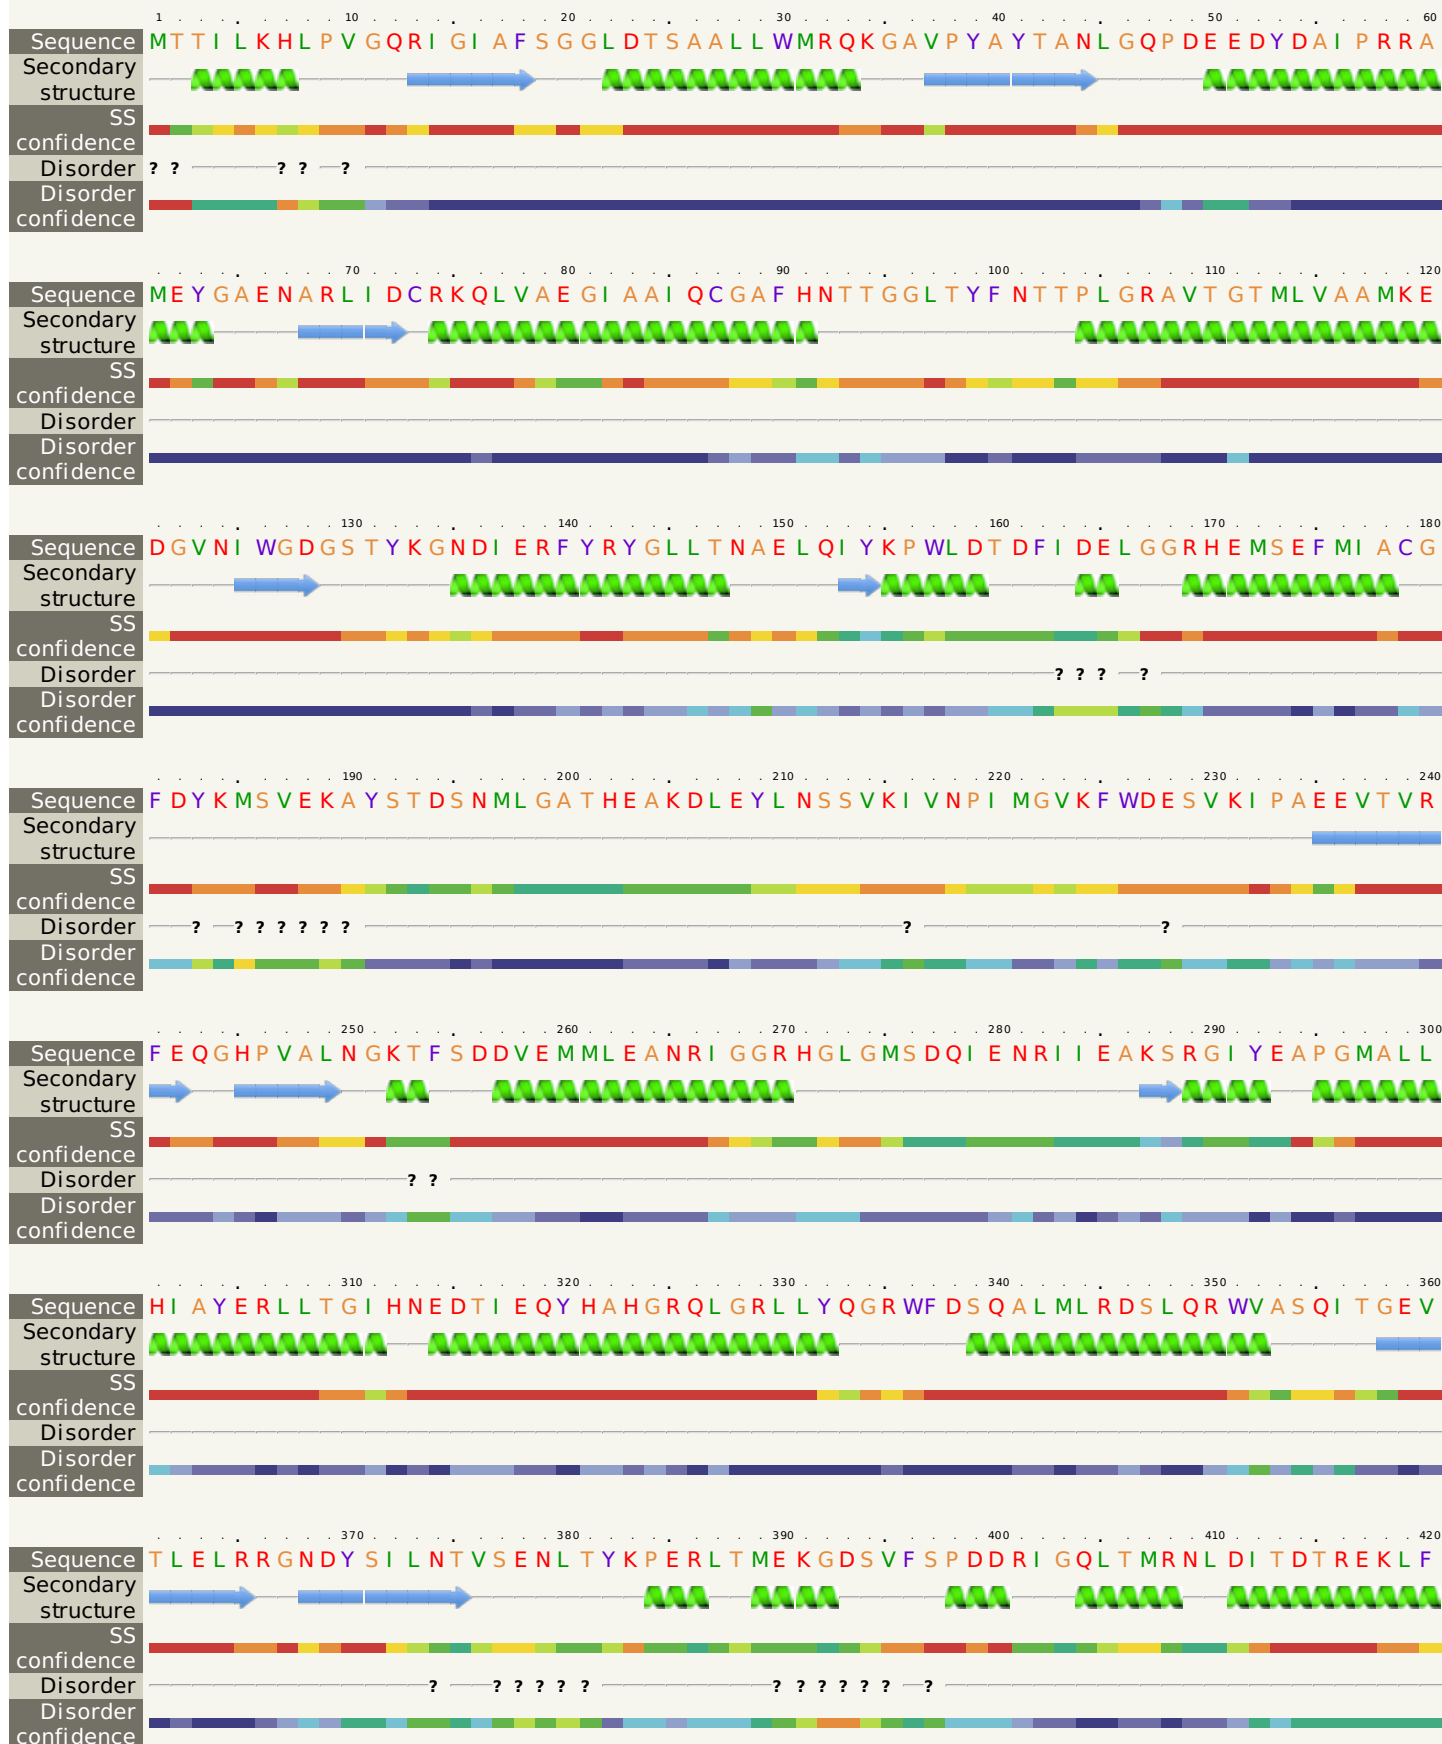 1 10 20 30 40 50 60
Sequence MTTILKHLPVGQRIGIAFSGGLDTSAALLWMRQKGAVPYAYTANLGQPDEEDYDAIPRRA
Secondary
structure
SS
confidence
Disorder ? ? ? ? ?
Disorder
confidence
70 80 90 100 110 120
Sequence MEYGAENARLIDCRKQLVAEGIAAIQCGAFHNTTGGLTYFNTTPLGRAVTGTMLVAAMKE
Secondary
structure
SS
confidence
Disorder
Disorder
confidence
130 140 150 160 170 180
Sequence DGVNIWGDGSTYKGNDIERFYRYGLLTNAELQIYKPWLDTDFIDELGGRHEMSEFMIACG
Secondary
structure
SS
confidence
Disorder ? ? ? ?
Disorder
confidence
190 200 210 220 230 240
Sequence FDYKMSVEKAYSTDSNMLGATHEAKDLEYLNSSVKIVNPIMGVKFWDESVKIPAEEVTVR
Secondary
structure
SS
confidence
Disorder ? ? ? ? ? ? ? ? ?
Disorder
confidence
250 260 270 280 290 300
Sequence FEQGHPVALNGKTFSDDVEMMLEANRIGGRHGLGMSDQIENRIIEAKSRGIYEAPGMALL
Secondary
structure
SS
confidence
Disorder ? ?
Disorder
confidence
310 320 330 340 350 360
Sequence HIAYERLLTGIHNEDTIEQYHAHGRQLGRLLYQGRWFDSQALMLRDSLQRWVASQITGEV
Secondary
structure
SS
confidence
Disorder
Disorder
confidence
370 380 390 400 410 420
Sequence TLELRRGNDYSILNTVSENLTYKPERLTMEKGDSVFSPDDRIGQLTMRNLDITDTREKLF
Secondary
structure
SS
confidence
Disorder ? ? ? ? ? ? ? ? ? ? ? ? ?
Disorder
confidence